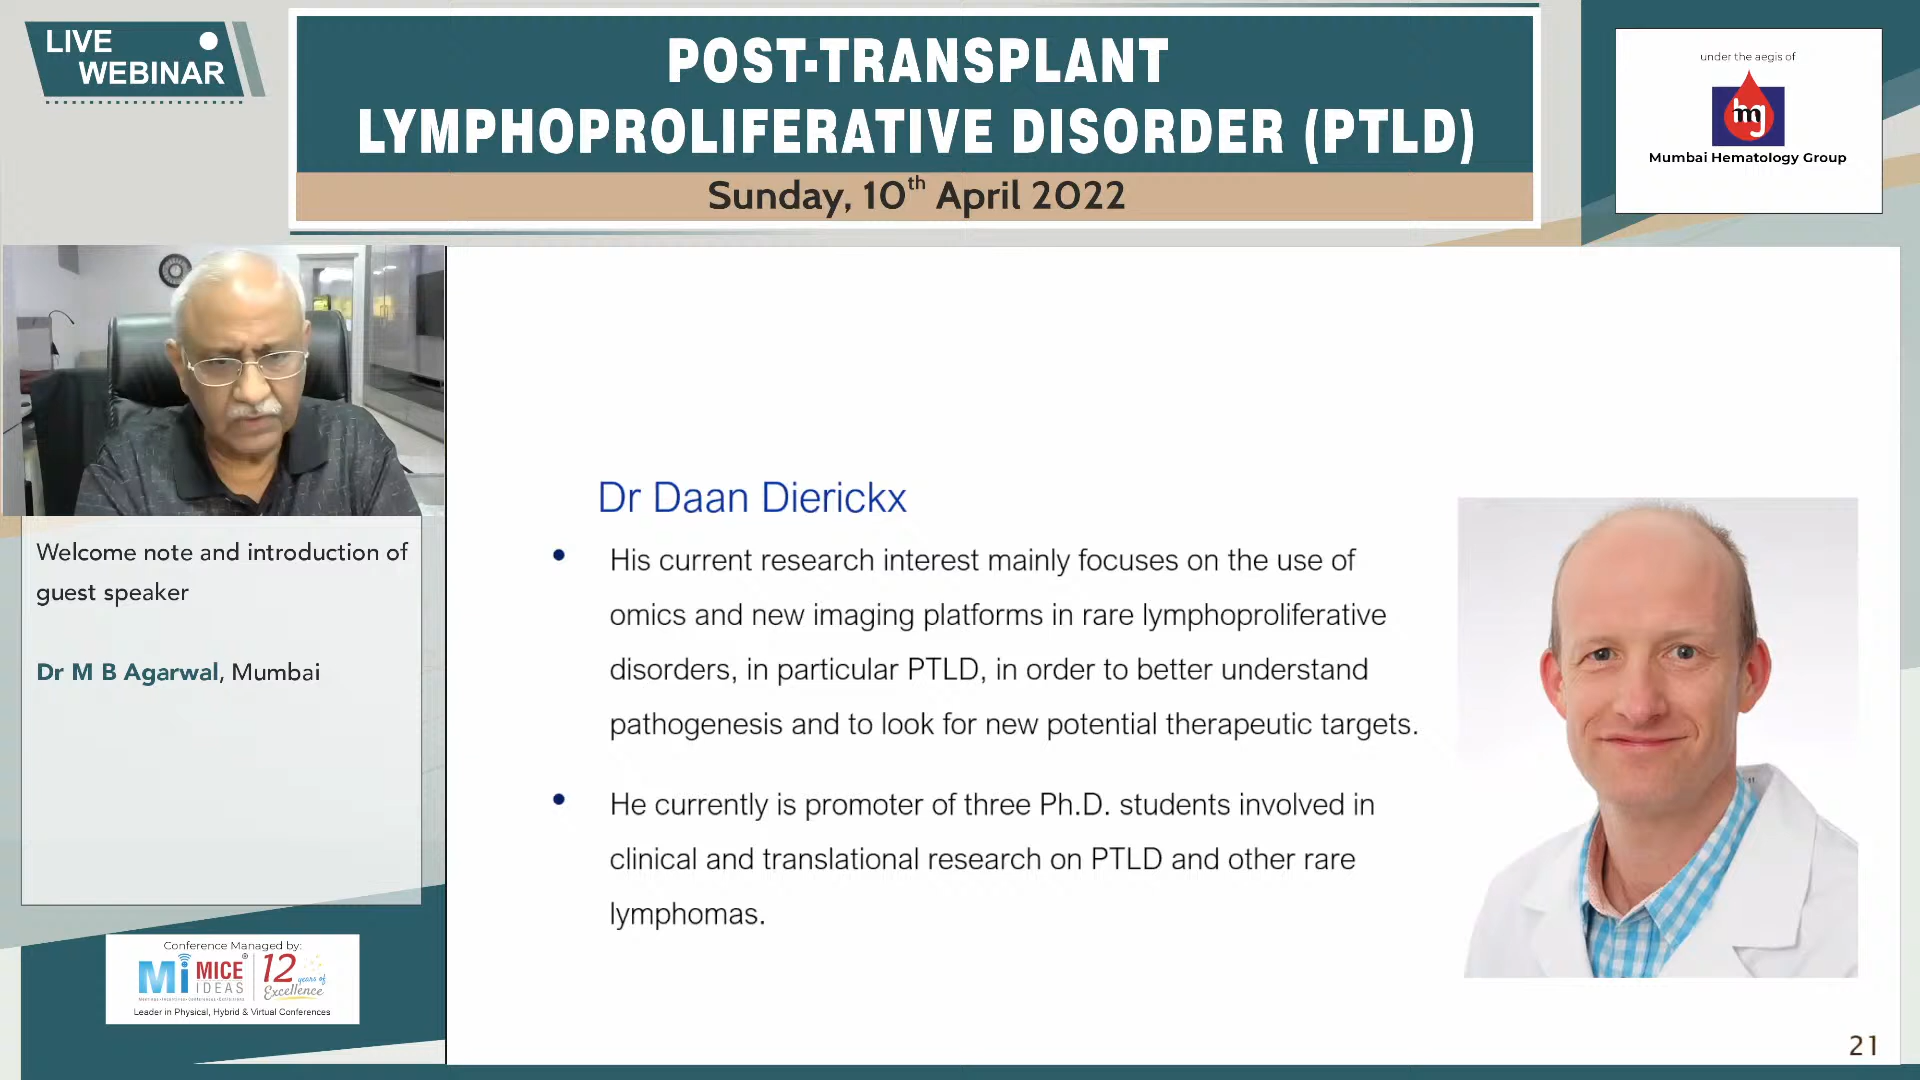 LIVE
WEBINAR
POST-TRANSPLANT
LYMPHOPROLIFERATIVE DISORDER (PTLD)
Sunday, 10th April 2022
under the aegis of
hmg
Mumbai Hematology Group
Welcome note and introduction of
guest speaker
Dr M B Agarwal, Mumbai
Dr Daan Dierickx
• His current research interest mainly focuses on the use of
omics and new imaging platforms in rare lymphoproliferative
disorders, in particular PTLD, in order to better understand
pathogenesis and to look for new potential therapeutic targets.
• He currently is promoter of three Ph.D. students involved in
clinical and translational research on PTLD and other rare
lymphomas.
Conference Managed by:
Mi MICE
IDEAS
12
years of
Excellence
Leader in Physical, Hybrid & Virtual Conferences
21